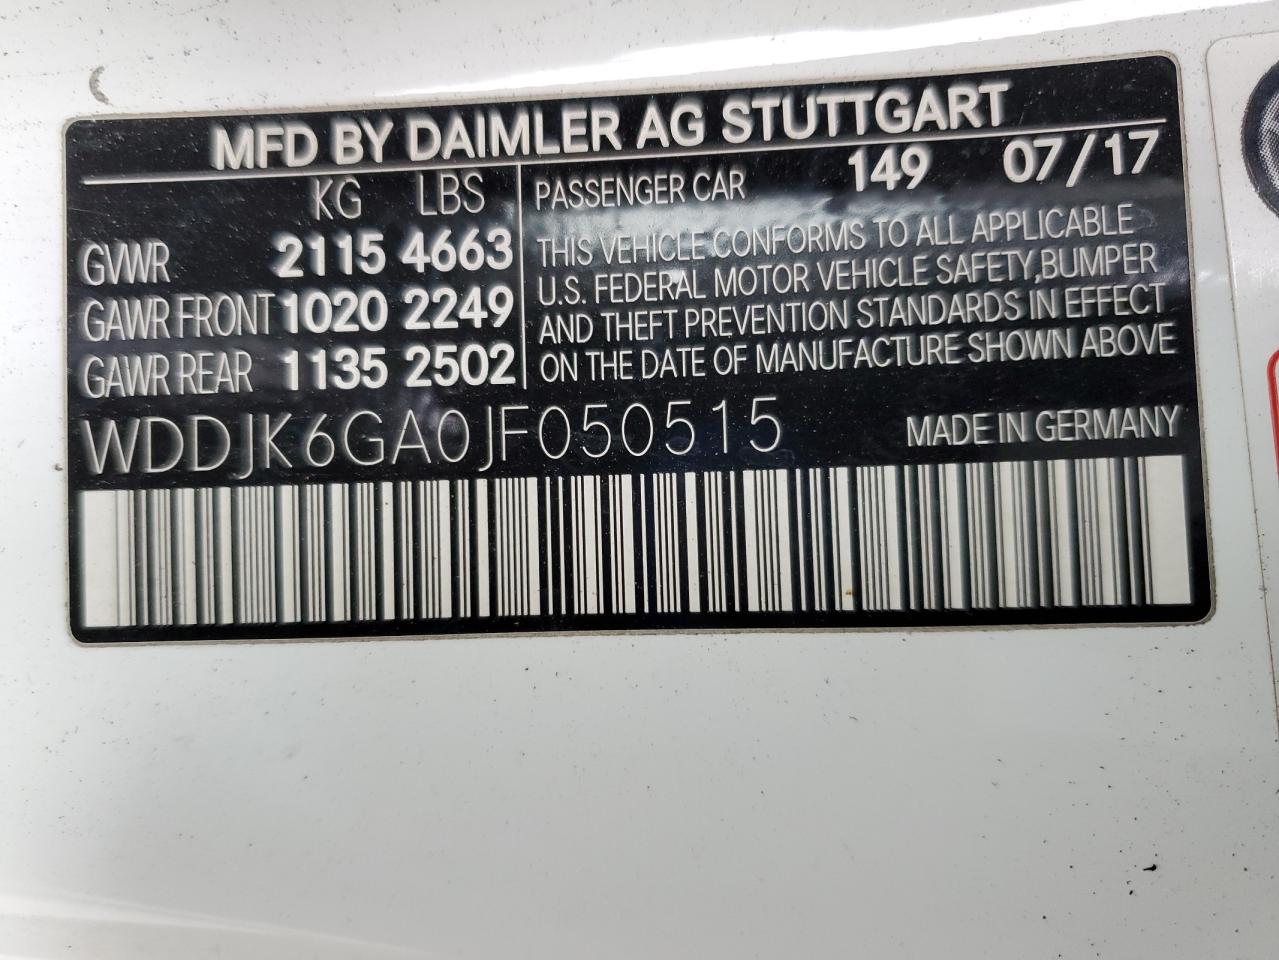 MFD BY DAIMLER AG STUTTGART
KG LBS
GVWR 2115 4663
GAWR FRONT 1020 2249
GAWR REAR 1135 2502
PASSENGER CAR 149 07/17
THIS VEHICLE CONFORMS TO ALL APPLICABLE
U.S. FEDERAL MOTOR VEHICLE SAFETY,BUMPER
AND THEFT PREVENTION STANDARDS IN EFFECT
ON THE DATE OF MANUFACTURE SHOWN ABOVE
WDDJK6GA0JF050515 MADE IN GERMANY